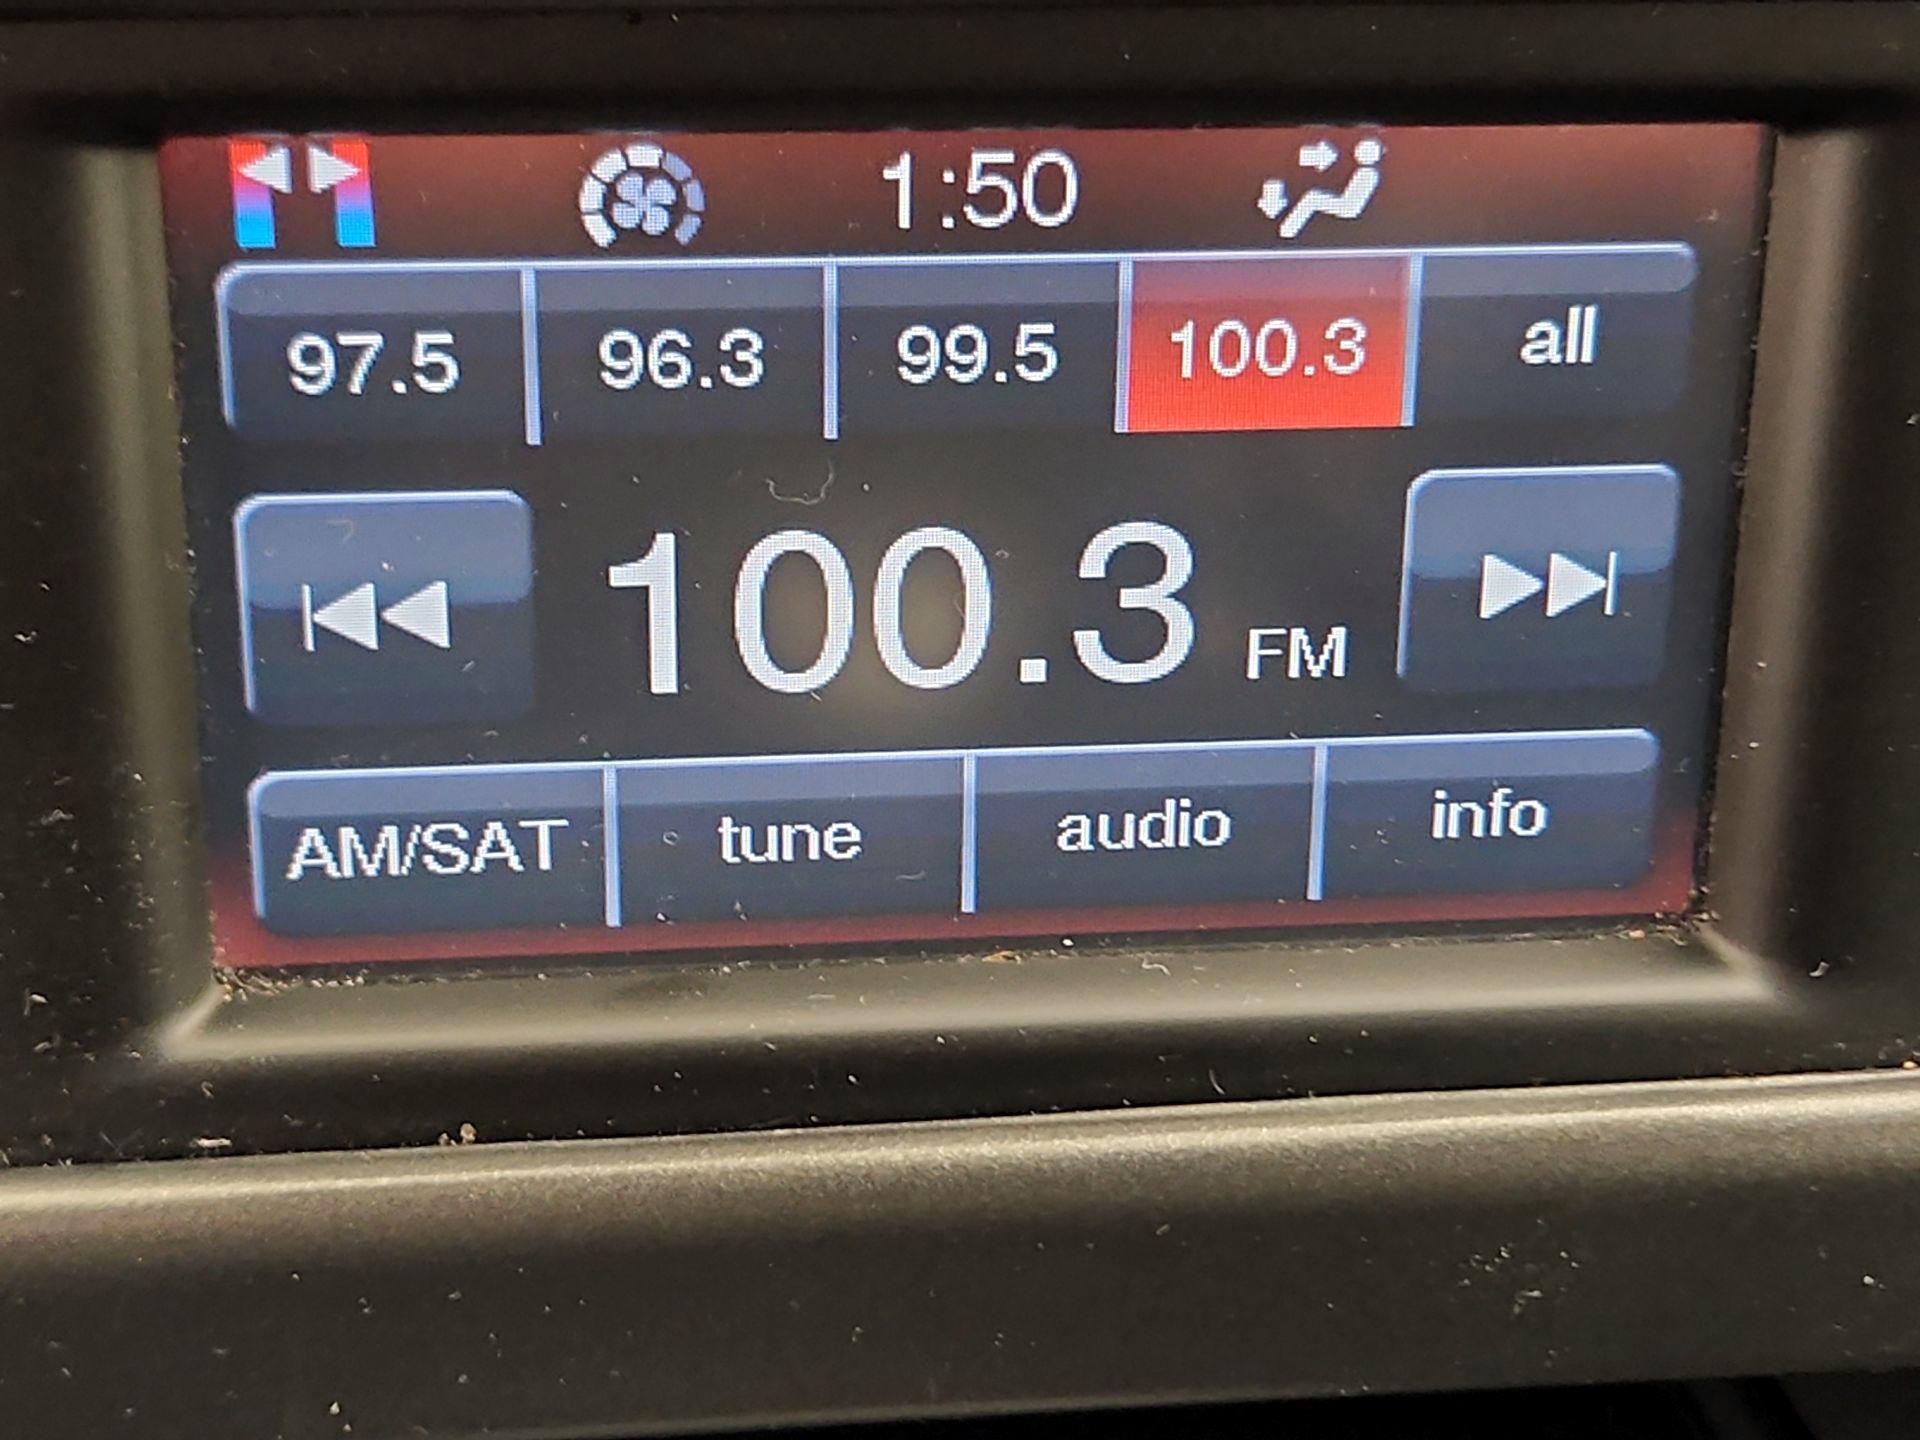 1:50
97.5 96.3 99.5 100.3 all
100.3 FM
AM/SAT tune audio info